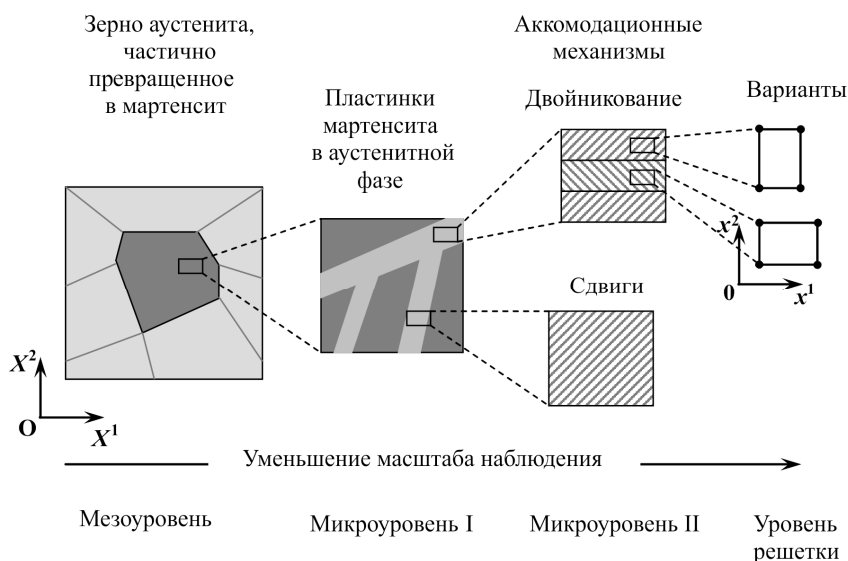 Зерно аустенита,
частично
превращенное
в мартенсит
Пластинки
мартенсита
в аустенитной
фазе
Аккомодационные
механизмы
Двойникование
Варианты
Сдвиги
x²
0
x¹
X²
O
X¹
Уменьшение масштаба наблюдения
Мезоуровень
Микроуровень I
Микроуровень II
Уровень
решетки